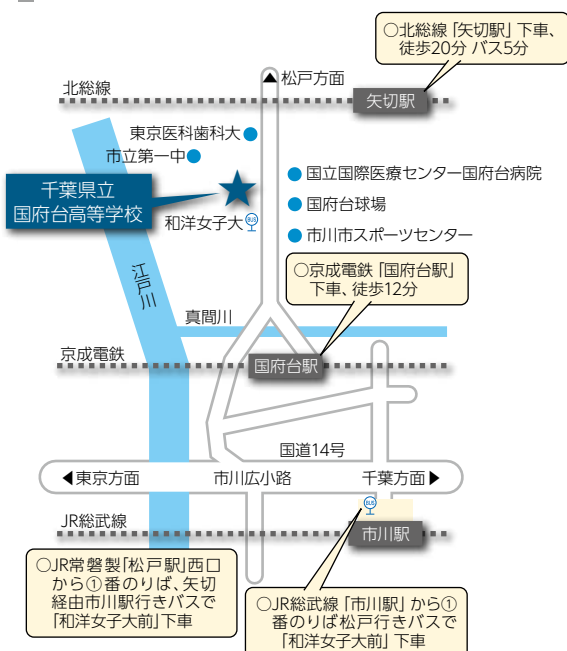 ○北総線「矢切駅」下車、
徒歩20分 バス5分
北総線
▲松戸方面
矢切駅
東京医科歯科大●
市立第一中●
千葉県立
国府台高等学校
●国立国際医療センター国府台病院
●国府台球場
和洋女子大
BUS
●市川市スポーツセンター
○京成電鉄「国府台駅」
下車、徒歩12分
江戸川
真間川
京成電鉄
国府台駅
国道14号
◀東京方面
市川広小路
千葉方面▶
BUS
JR総武線
市川駅
○JR常磐製「松戸駅」西口
から①番のりば、矢切
経由市川駅行きバスで
「和洋女子大前」下車
○JR総武線「市川駅」から①
番のりば松戸行きバスで
「和洋女子大前」下車